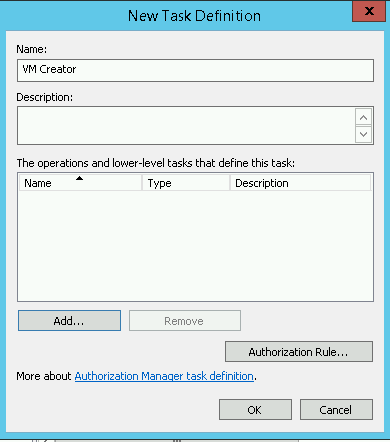 New Task Definition
x
Name:
VM Creator
Description:
The operations and lower-level tasks that define this task:
Name Type Description
Add... Remove
Authorization Rule...
More about Authorization Manager task definition.
OK Cancel